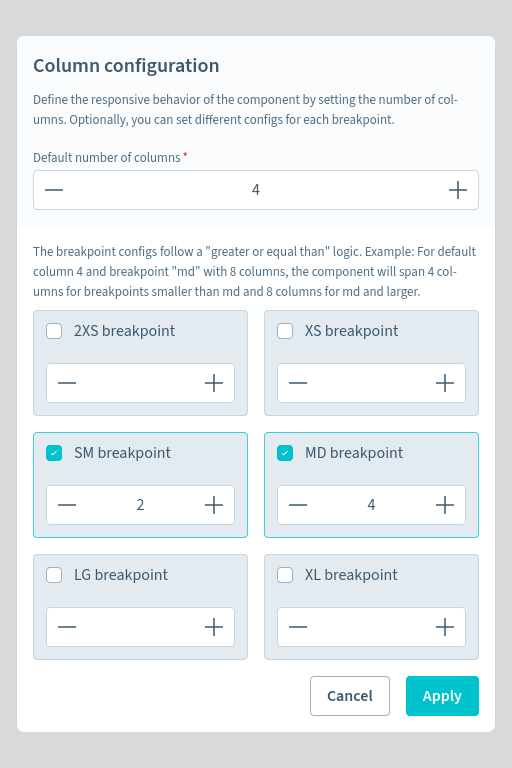 Column configuration
Define the responsive behavior of the component by setting the number of col-
umns. Optionally, you can set different configs for each breakpoint.
Default number of columns *
4
The breakpoint configs follow a "greater or equal than" logic. Example: For default
column 4 and breakpoint "md" with 8 columns, the component will span 4 col-
umns for breakpoints smaller than md and 8 columns for md and larger.
2XS breakpoint
XS breakpoint
SM breakpoint
2
MD breakpoint
4
LG breakpoint
XL breakpoint
Cancel
Apply